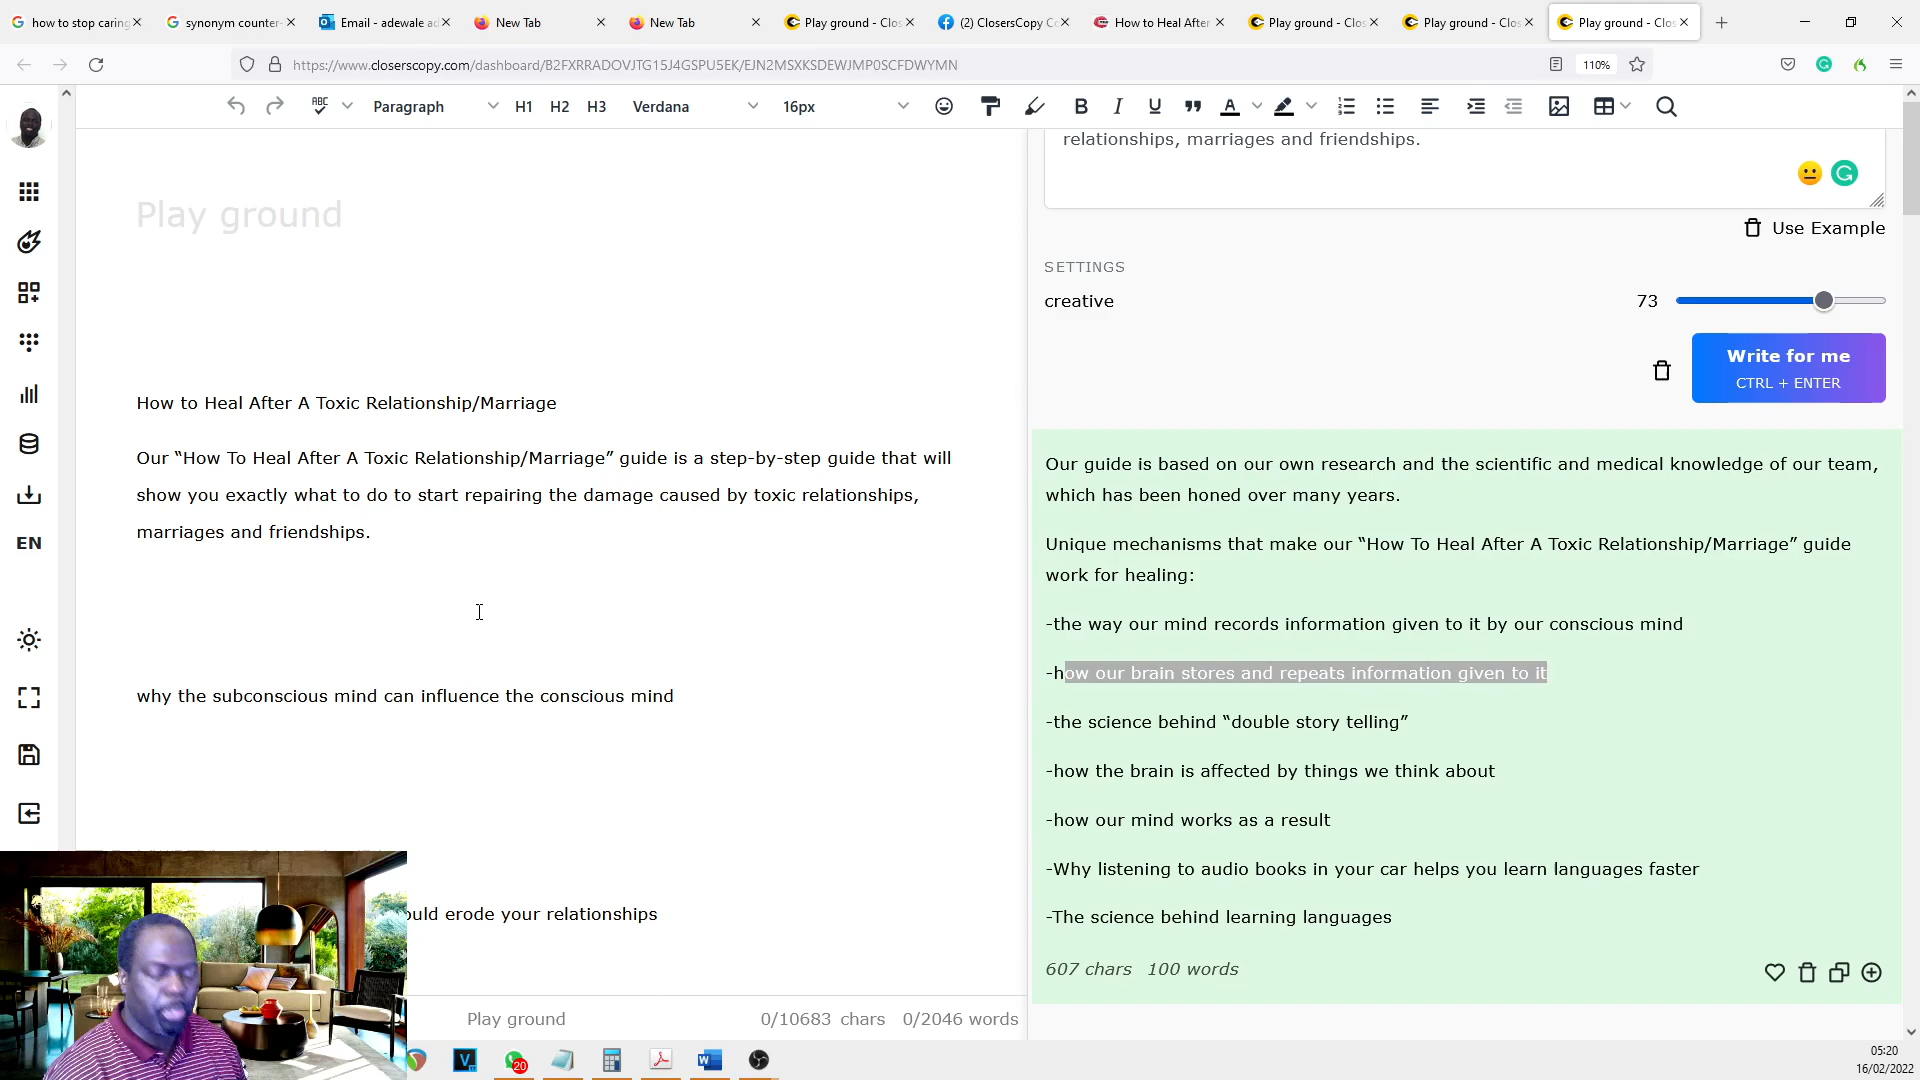 how to stop caring
synonym counter-
Email - adewale ad
New Tab
New Tab
Play ground - Clos
(2) ClosersCopy Co
How to Heal After
Play ground - Clos
Play ground - Clos
Play ground - Clos
https://www.closerscopy.com/dashboard/B2FXRRADOVJTG15J4GSPU5EK/EJN2MSXKSDEWJMP0SCFDWYMN
110%
ABC
Paragraph
H1
H2
H3
Verdana
16px
B
I
U
A
EN
Play ground
How to Heal After A Toxic Relationship/Marriage
Our “How To Heal After A Toxic Relationship/Marriage” guide is a step-by-step guide that will
show you exactly what to do to start repairing the damage caused by toxic relationships,
marriages and friendships.
why the subconscious mind can influence the conscious mind
ould erode your relationships
Play ground
0/10683 chars
0/2046 words
relationships, marriages and friendships.
Use Example
SETTINGS
creative
73
Write for me
CTRL + ENTER
Our guide is based on our own research and the scientific and medical knowledge of our team,
which has been honed over many years.
Unique mechanisms that make our “How To Heal After A Toxic Relationship/Marriage” guide
work for healing:
-the way our mind records information given to it by our conscious mind
-how our brain stores and repeats information given to it
-the science behind “double story telling”
-how the brain is affected by things we think about
-how our mind works as a result
-Why listening to audio books in your car helps you learn languages faster
-The science behind learning languages
607 chars 100 words
V
20
W
05:20
16/02/2022